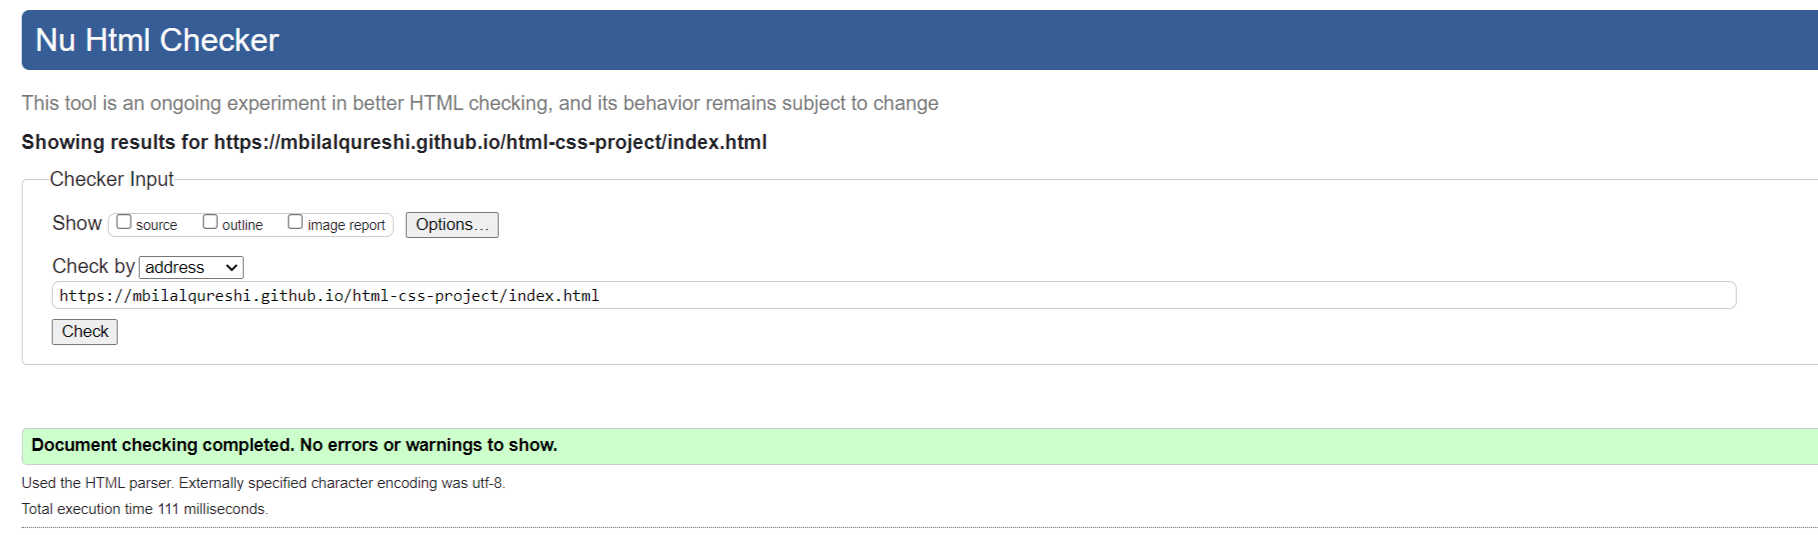 Nu Html Checker
This tool is an ongoing experiment in better HTML checking, and its behavior remains subject to change
Showing results for https://mbilalqureshi.github.io/html-css-project/index.html
Checker Input
Show source outline image report Options...
Check by address
https://mbilalqureshi.github.io/html-css-project/index.html
Check
Document checking completed. No errors or warnings to show.
Used the HTML parser. Externally specified character encoding was utf-8.
Total execution time 111 milliseconds.